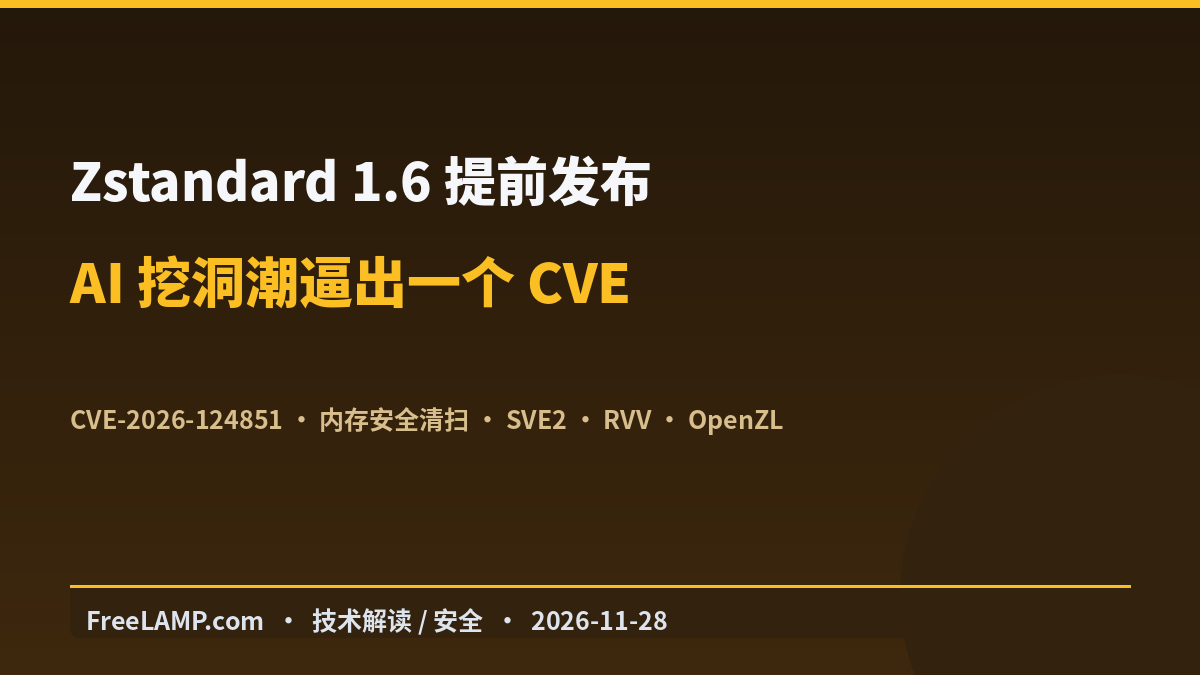 Zstandard 1.6 提前发布
AI 挖洞潮逼出一个 CVE
CVE-2026-124851 · 内存安全清扫 · SVE2 · RVV · OpenZL
FreeLAMP.com · 技术解读 / 安全 · 2026-11-28